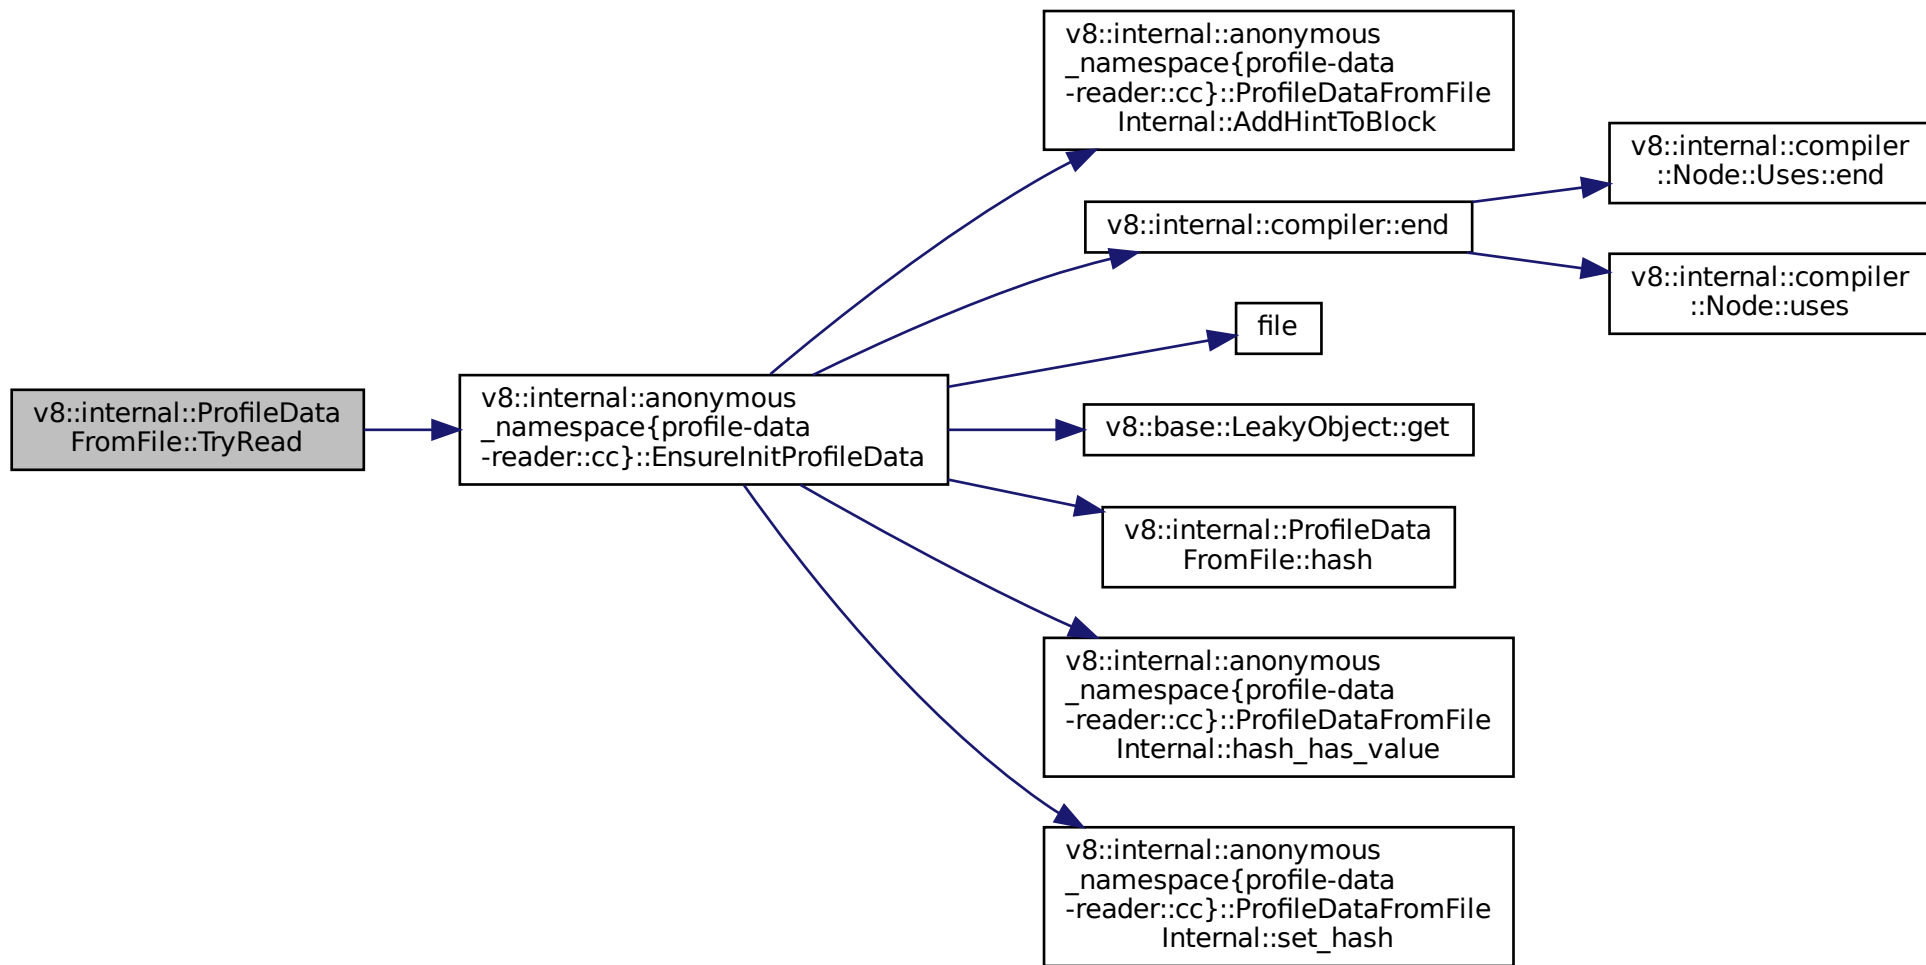 v8::internal::ProfileData
FromFile::TryRead
v8::internal::anonymous
_namespace{profile-data
-reader::cc}::EnsureInitProfileData
v8::internal::anonymous
_namespace{profile-data
-reader::cc}::ProfileDataFromFile
Internal::AddHintToBlock
v8::internal::compiler::end
v8::internal::compiler
::Node::Uses::end
v8::internal::compiler
::Node::uses
file
v8::base::LeakyObject::get
v8::internal::ProfileData
FromFile::hash
v8::internal::anonymous
_namespace{profile-data
-reader::cc}::ProfileDataFromFile
Internal::hash_has_value
v8::internal::anonymous
_namespace{profile-data
-reader::cc}::ProfileDataFromFile
Internal::set_hash